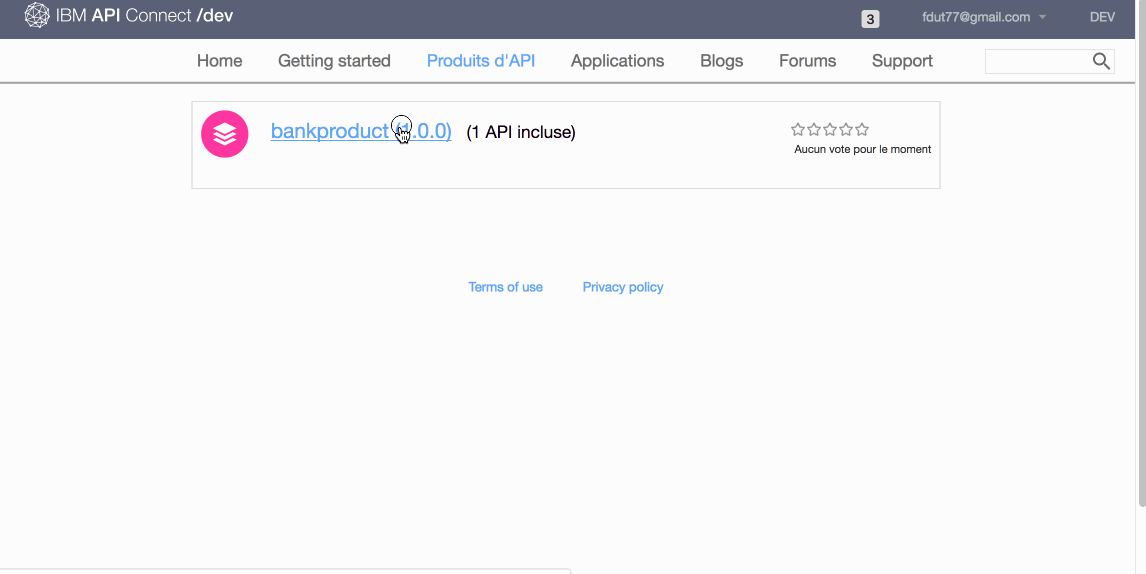 IBM API Connect /dev
3
fdut77@gmail.com
DEV
Home
Getting started
Produits d'API
Applications
Blogs
Forums
Support
bankproduct (1.0.0) (1 API incluse)
Aucun vote pour le moment
Terms of use
Privacy policy